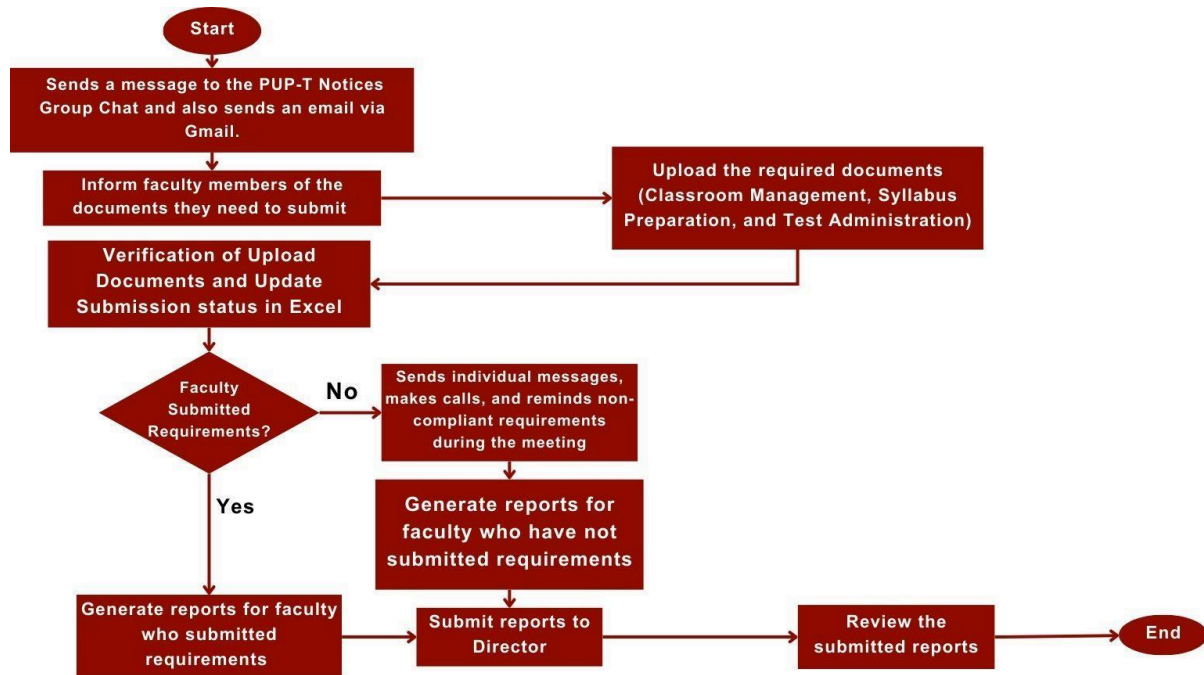 Start
Sends a message to the PUP-T Notices
Group Chat and also sends an email via
Gmail.
Inform faculty members of the
documents they need to submit
Upload the required documents
(Classroom Management, Syllabus
Preparation, and Test Administration)
Verification of Upload
Documents and Update
Submission status in Excel
Faculty
Submitted
Requirements?
No
Sends individual messages,
makes calls, and reminds non-
compliant requirements
during the meeting
Yes
Generate reports for
faculty who have not
submitted requirements
Generate reports for faculty
who submitted
requirements
Submit reports to
Director
Review the
submitted reports
End